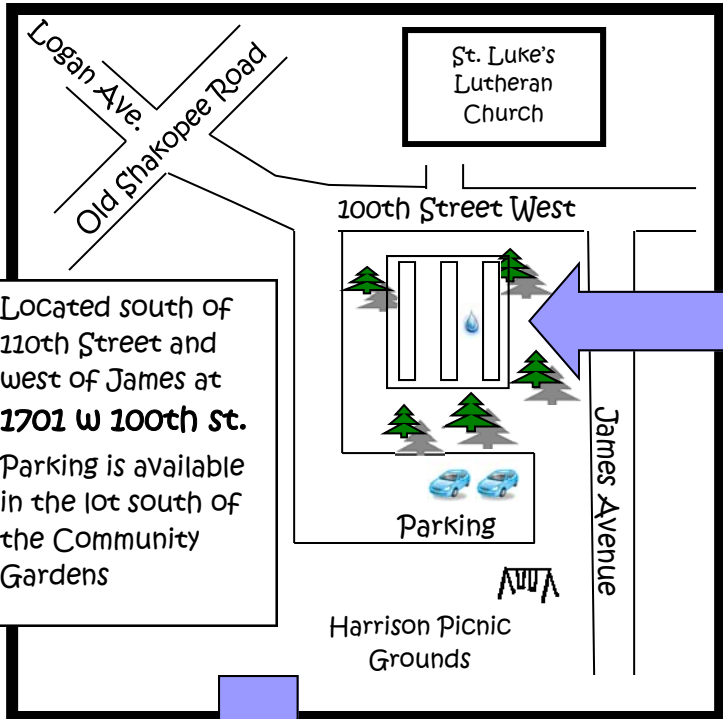 Logan Ave.
Old Shakopee Road
St. Luke's
Lutheran
Church
100th Street West
Located south of
110th Street and
west of James at
1701 w 100th st.
Parking is available
in the lot south of
the Community
Gardens
Parking
James Avenue
Harrison Picnic
Grounds